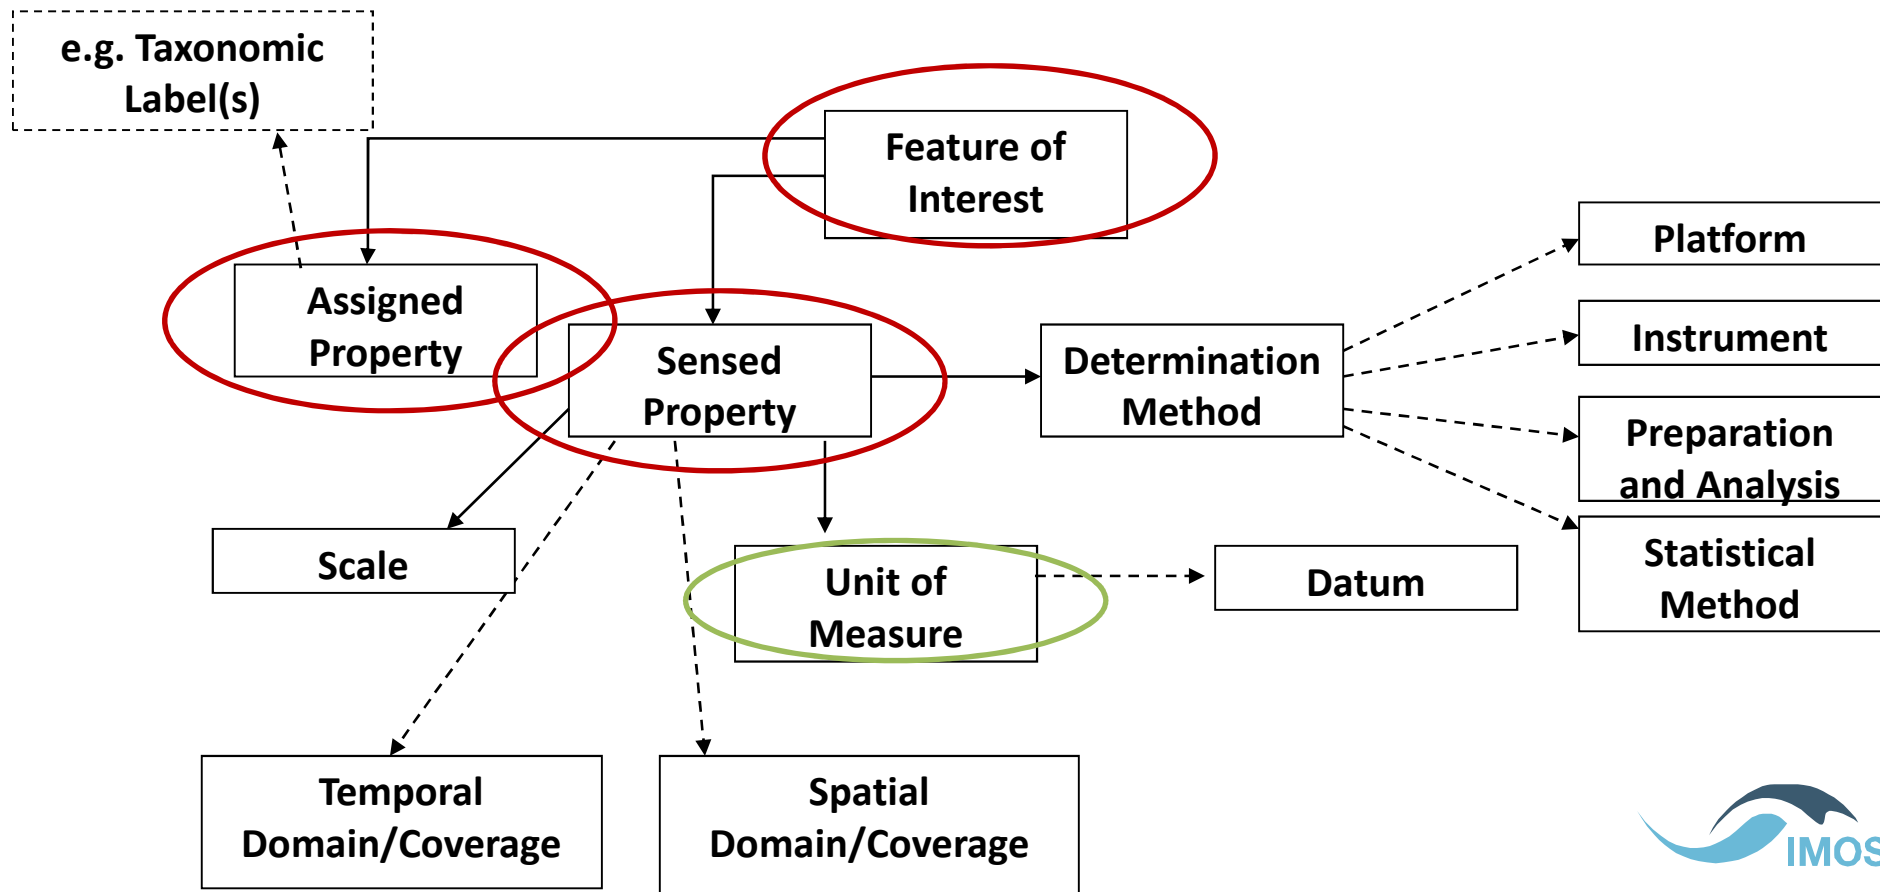 e.g. Taxonomic
Label(s)
Feature of
Interest
Platform
Assigned
Property
Instrument
Sensed
Property
Determination
Method
Preparation
and Analysis
Scale
Unit of
Measure
Datum
Statistical
Method
Temporal
Domain/Coverage
Spatial
Domain/Coverage
IMOS